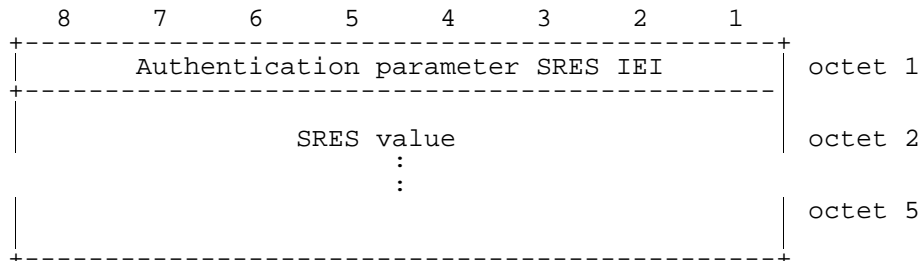 8 7 6 5 4 3 2 1
+-----------------------------------------------+
| Authentication parameter SRES IEI | octet 1
+-----------------------------------------------
SRES value octet 2
:
:
octet 5
+-----------------------------------------------+